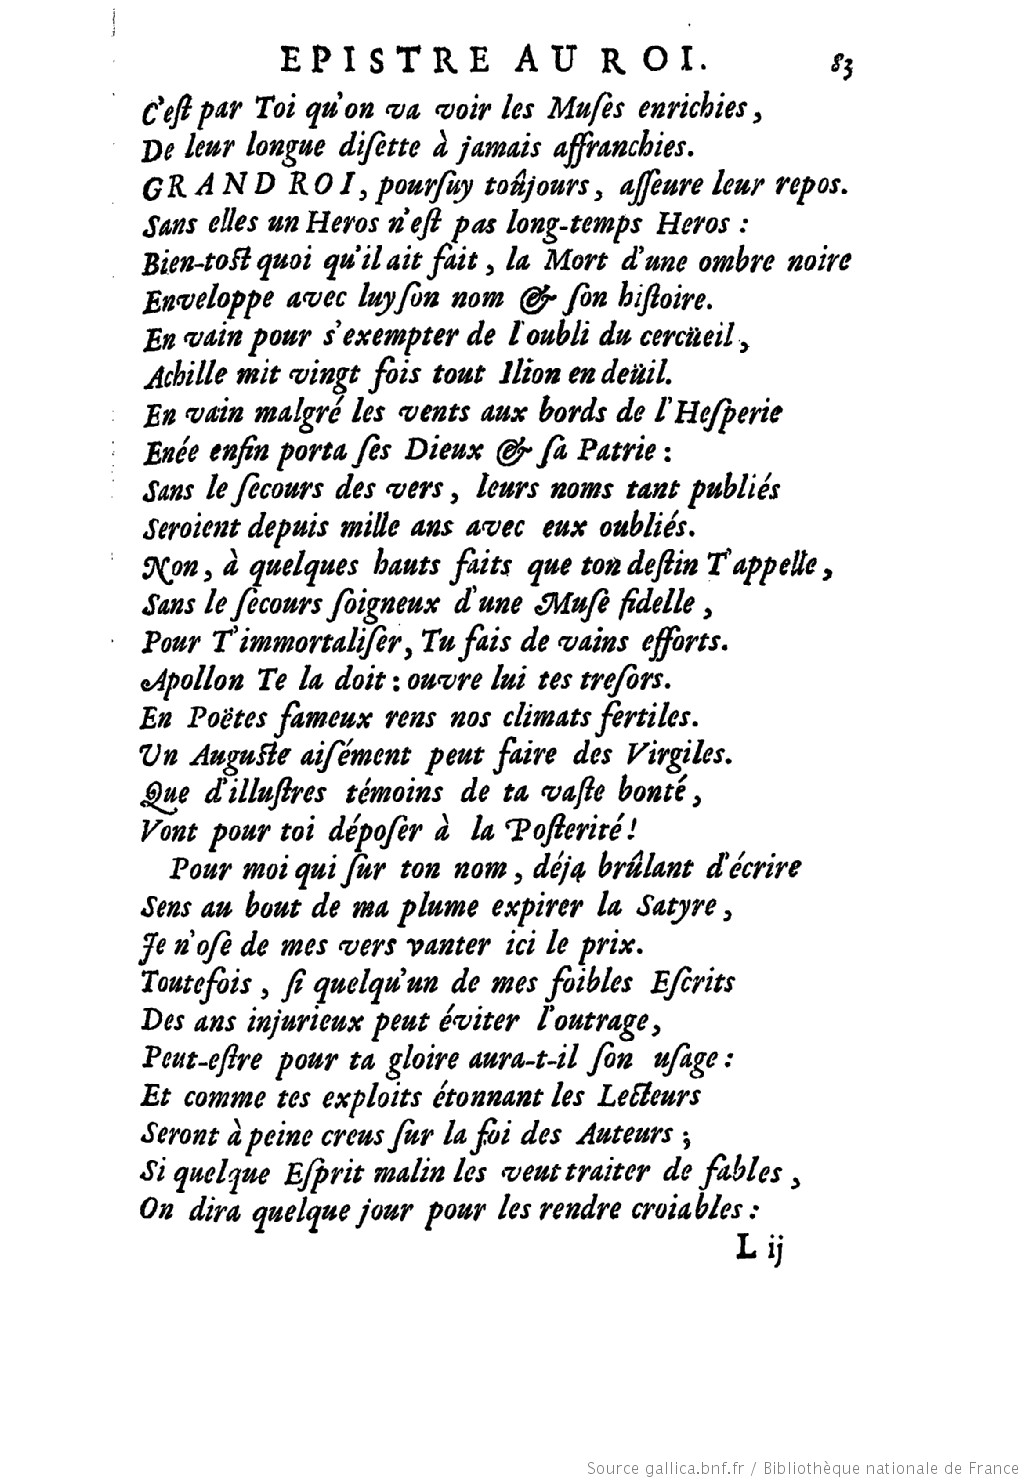 EPISTRE AU ROI. 83
C'eſt par Toi qu'on va voir les Muſes enrichies,
De leur longue diſette à jamais affranchies.
GRAND ROI, pourſuy toûjours, aſſeure leur repos.
Sans elles un Heros n'eſt pas long-temps Heros :
Bien-toſt quoi qu'il ait fait, la Mort d'une ombre noire
Enveloppe avec luy ſon nom & ſon hiſtoire.
En vain pour s'exempter de l'oubli du cercüeil,
Achille mit vingt fois tout Ilion en deüil.
En vain malgré les vents aux bords de l'Heſperie
Enée enfin porta ſes Dieux & ſa Patrie :
Sans le ſecours des vers, leurs noms tant publiés
Seroient depuis mille ans avec eux oubliés.
Non, à quelques hauts faits que ton deſtin T'appelle,
Sans le ſecours ſoigneux d'une Muſe fidelle,
Pour T'immortaliſer, Tu fais de vains efforts.
Apollon Te la doit : ouvre lui tes treſors.
En Poëtes fameux rens nos climats fertiles.
Un Auguſte aiſément peut faire des Virgiles.
Que d'illuſtres témoins de ta vaſte bonté,
Vont pour toi dépoſer à la Poſterité !
Pour moi qui ſur ton nom, déja brûlant d'écrire
Sens au bout de ma plume expirer la Satyre,
Je n'oſe de mes vers vanter ici le prix.
Toutefois, ſi quelqu'un de mes foibles Eſcrits
Des ans injurieux peut éviter l'outrage,
Peut-eſtre pour ta gloire aura-t-il ſon uſage :
Et comme tes exploits étonnant les Lecteurs
Seront à peine creus ſur la foi des Auteurs ;
Si quelque Eſprit malin les veut traiter de fables,
On dira quelque jour pour les rendre croiables :
L ij
Source gallica.bnf.fr / Bibliothèque nationale de France